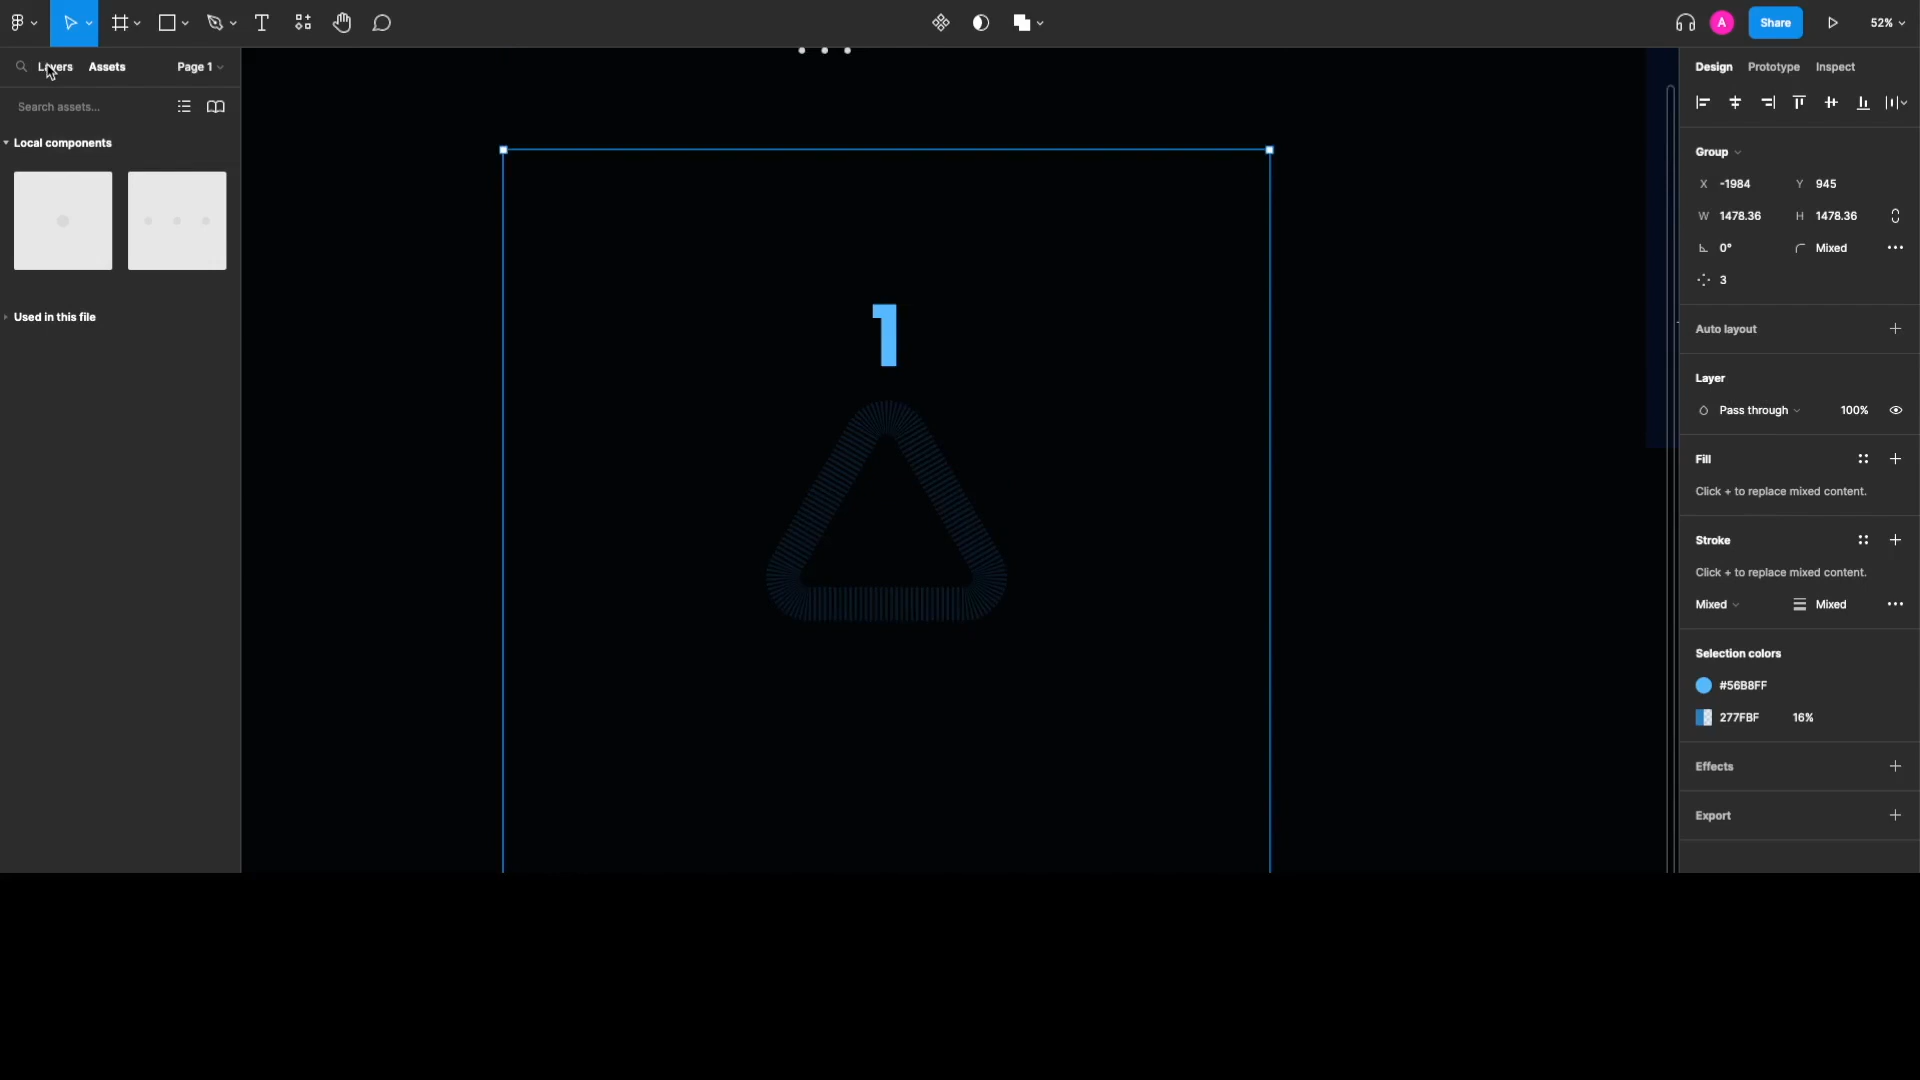 A Share 52%
Layers Assets Page 1
Design Prototype Inspect
Search assets...
Local components
Group
X -1984 Y 945
W 1478.36 H 1478.36
0° Mixed
3
Used in this file
1
Auto layout
Layer
Pass through 100%
Fill
Click + to replace mixed content.
Stroke
Click + to replace mixed content.
Mixed Mixed
Selection colors
#56B8FF
277FBF 16%
Effects
Export